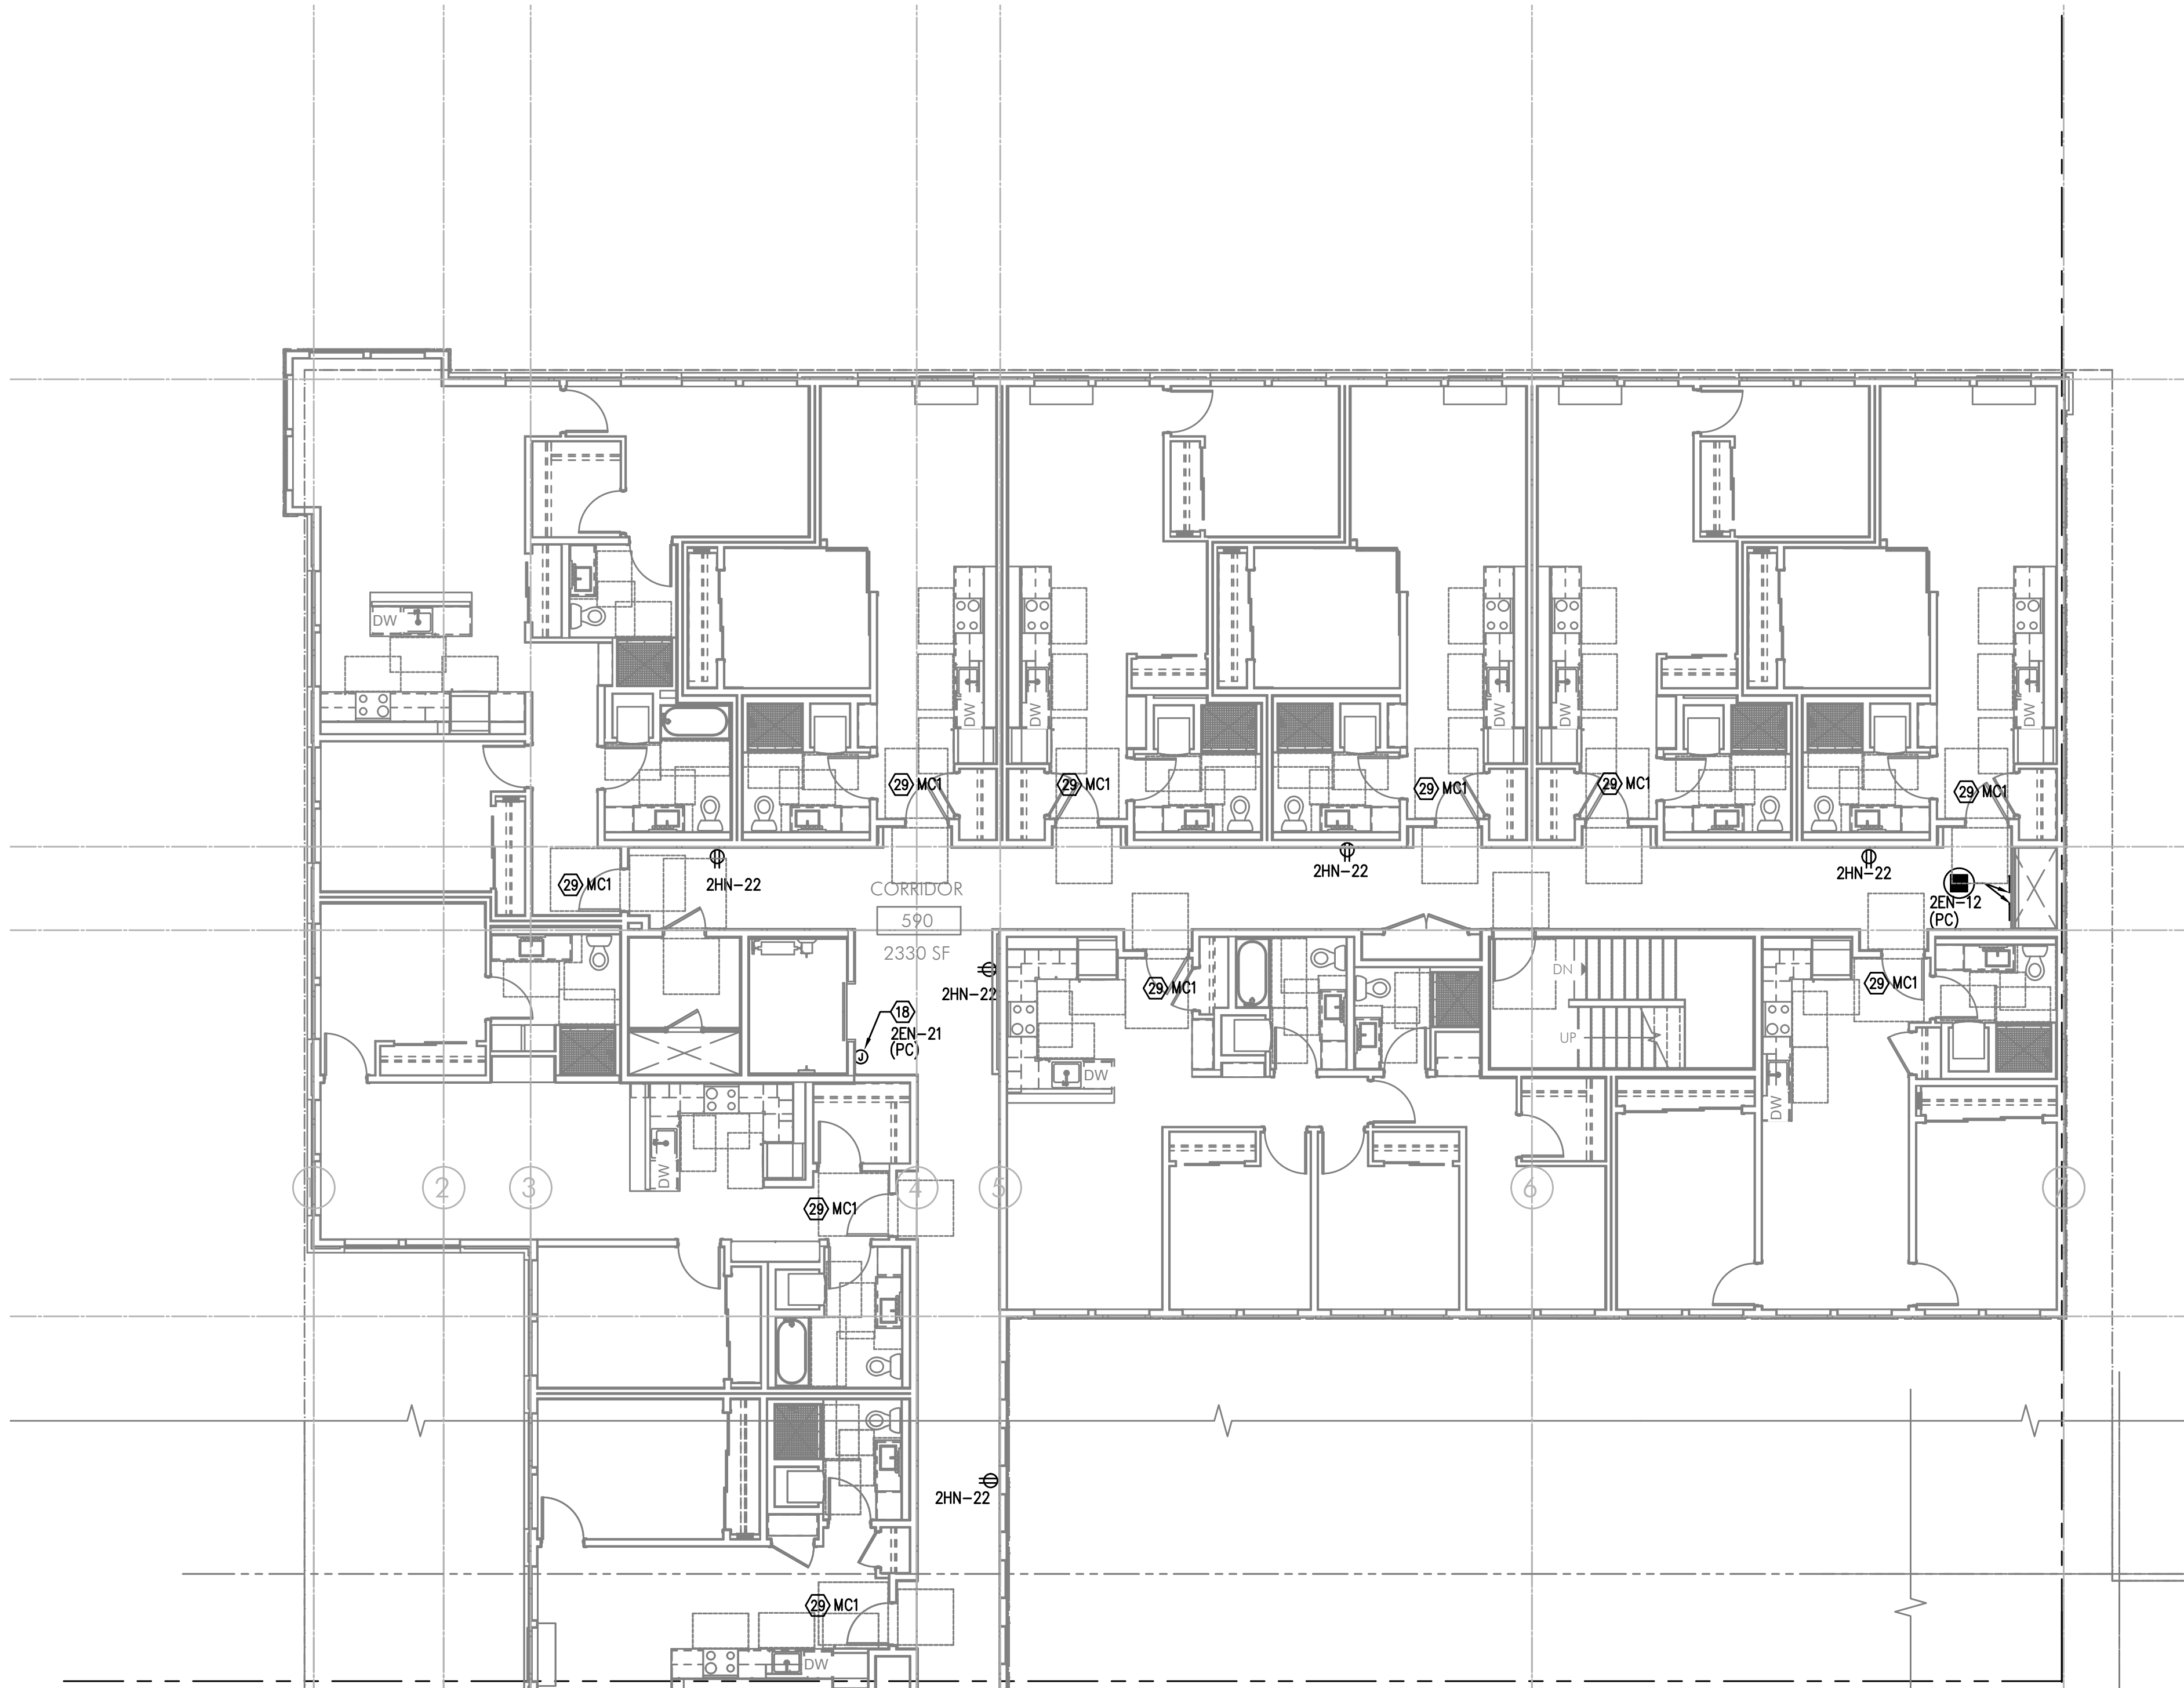 DW
DW
DW
DW
DW
DW
29 MC1
29 MC1
29 MC1
29 MC1
29 MC1
2HN-22
2HN-22
2HN-22
29 MC1
CORRIDOR
590
2330 SF
2EN-12
(PC)
2HN-22
29 MC1
29 MC1
DN
UP
18
2EN-21
(PC)
J
DW
DW
DW
1
2
3
4
5
6
7
29 MC1
2HN-22
29 MC1
DW